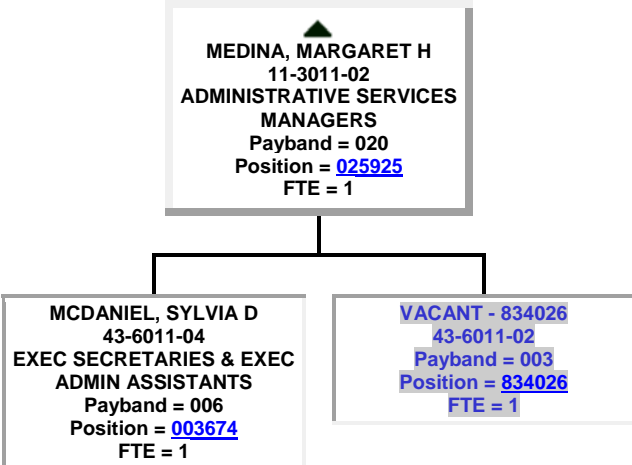 MEDINA, MARGARET H
11-3011-02
ADMINISTRATIVE SERVICES
MANAGERS
Payband = 020
Position = 025925
FTE = 1
MCDANIEL, SYLVIA D
43-6011-04
EXEC SECRETARIES & EXEC
ADMIN ASSISTANTS
Payband = 006
Position = 003674
FTE = 1
VACANT - 834026
43-6011-02
Payband = 003
Position = 834026
FTE = 1